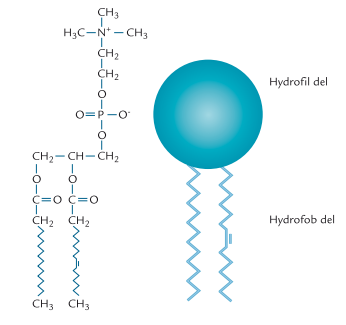 CH3
H3C–N+–CH3
CH2
CH2
O
O=P–O-
O
CH2–CH–CH2
O O
C=O C=O
CH2 CH2
CH3 CH3
Hydrofil del
Hydrofob del